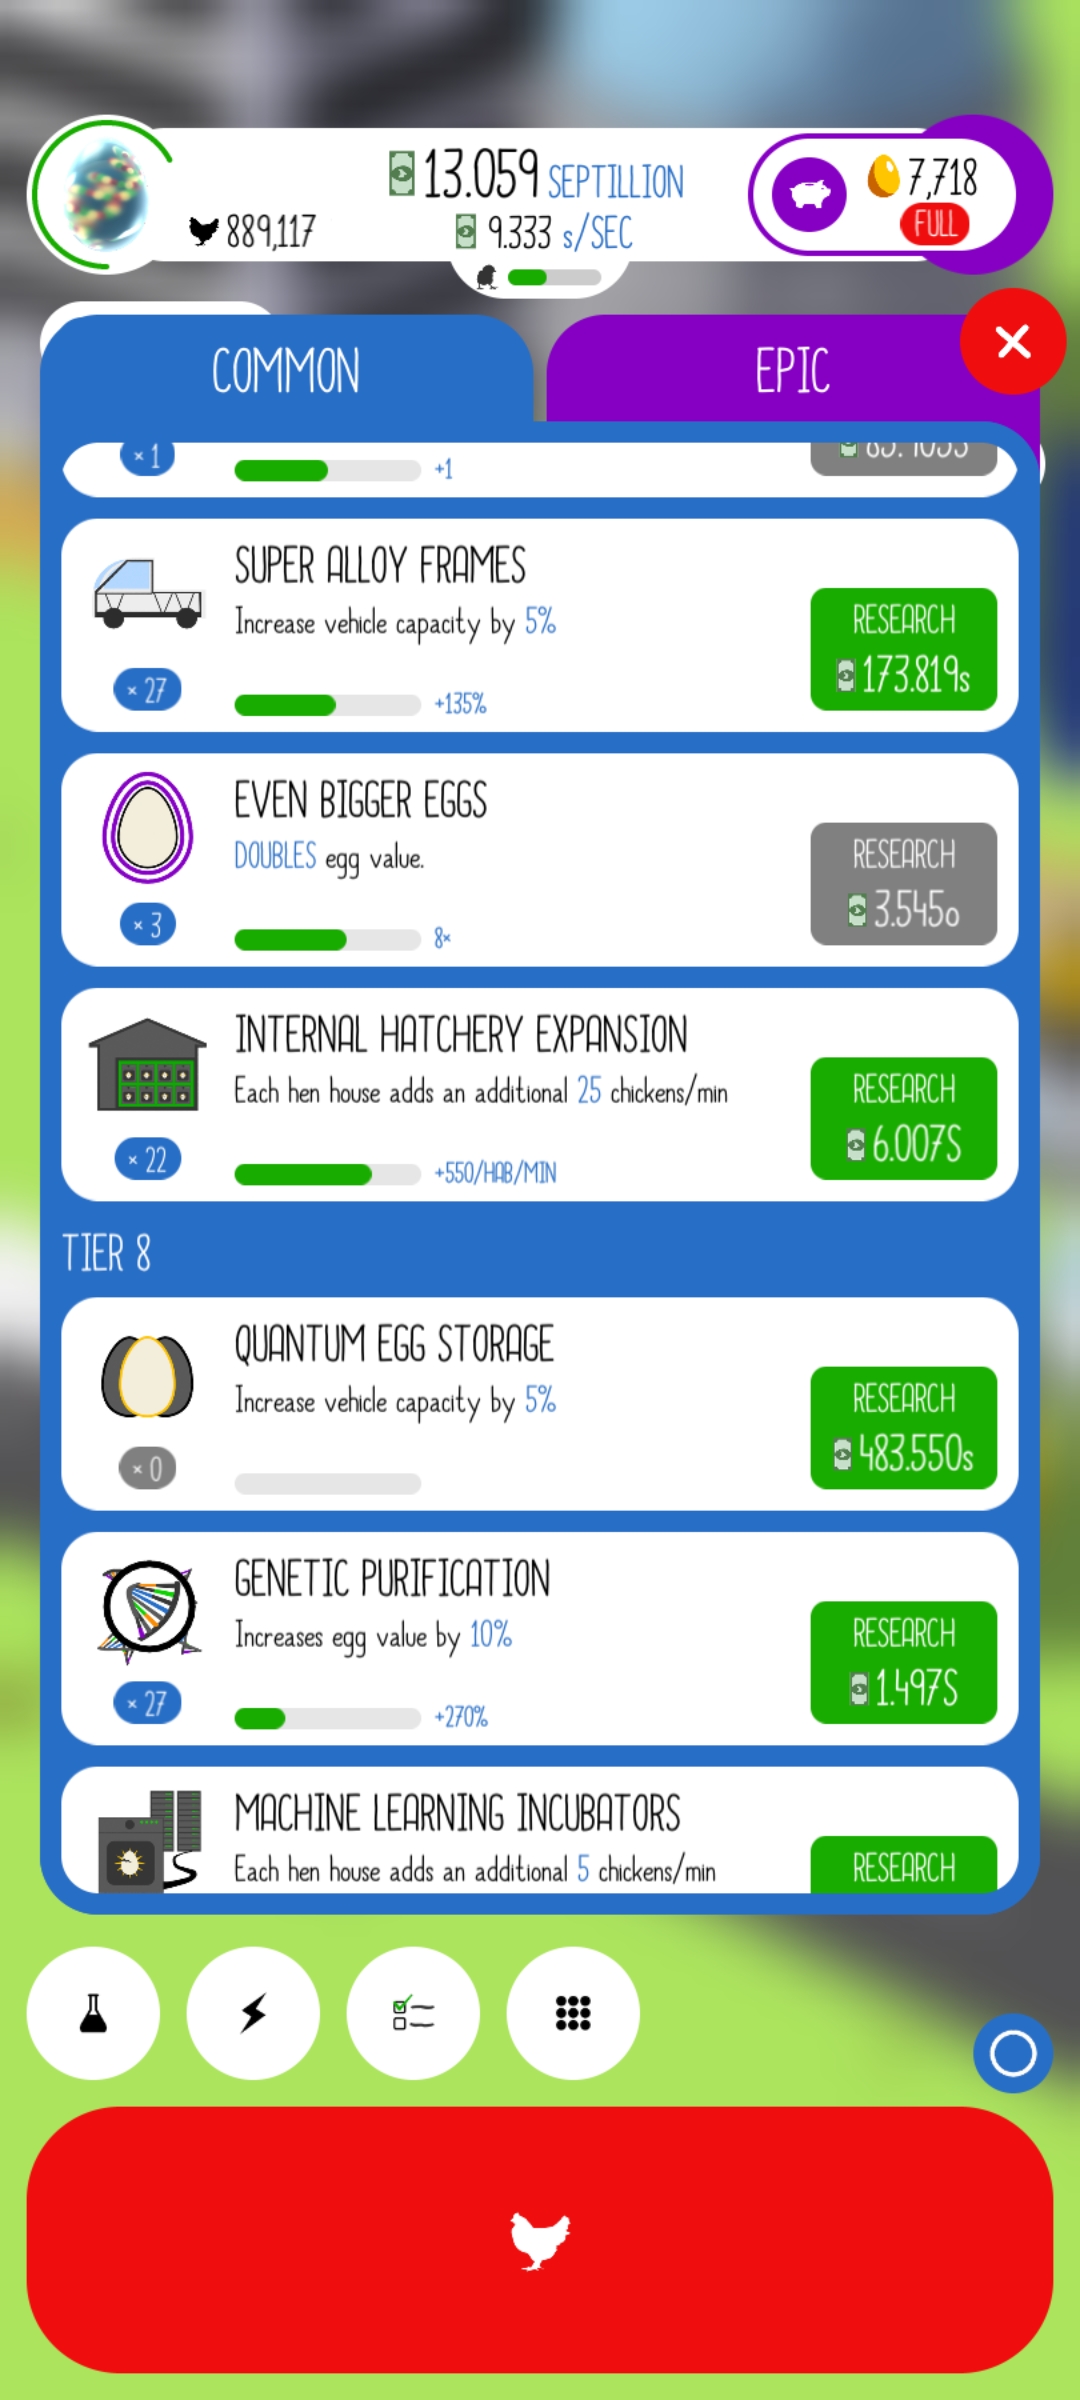 13.059 SEPTILLION
889,117
9.333 s/SEC
7,718
FULL
COMMON
EPIC
× 1
+1
SUPER ALLOY FRAMES
Increase vehicle capacity by 5%
RESEARCH
173.819s
× 27
+135%
EVEN BIGGER EGGS
DOUBLES egg value.
RESEARCH
3.545o
× 3
8×
INTERNAL HATCHERY EXPANSION
Each hen house adds an additional 25 chickens/min
RESEARCH
6.007S
× 22
+550/HAB/MIN
TIER 8
QUANTUM EGG STORAGE
Increase vehicle capacity by 5%
RESEARCH
483.550s
× 0
GENETIC PURIFICATION
Increases egg value by 10%
RESEARCH
1.497S
× 27
+270%
MACHINE LEARNING INCUBATORS
Each hen house adds an additional 5 chickens/min
RESEARCH